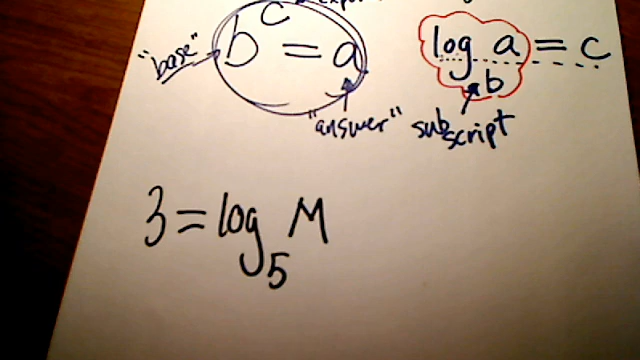 "base" b^c = a
log_b a = c
"answer"
subscript
3 = log_5 M